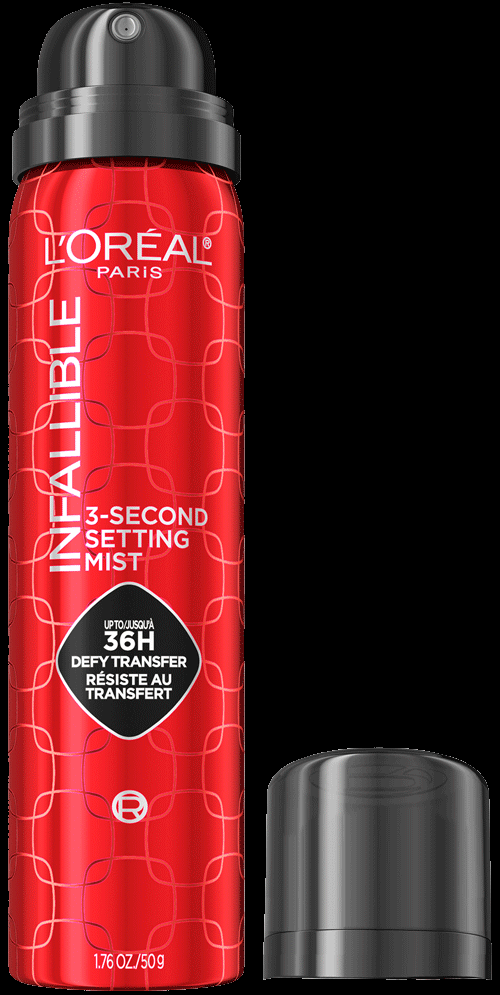 L'ORÉAL®
PARIS
INFALLIBLE
3-SECOND
SETTING
MIST
UP TO/JUSQU'À
36H
DEFY TRANSFER
RÉSISTE AU
TRANSFERT
R
1.76 OZ./50 g